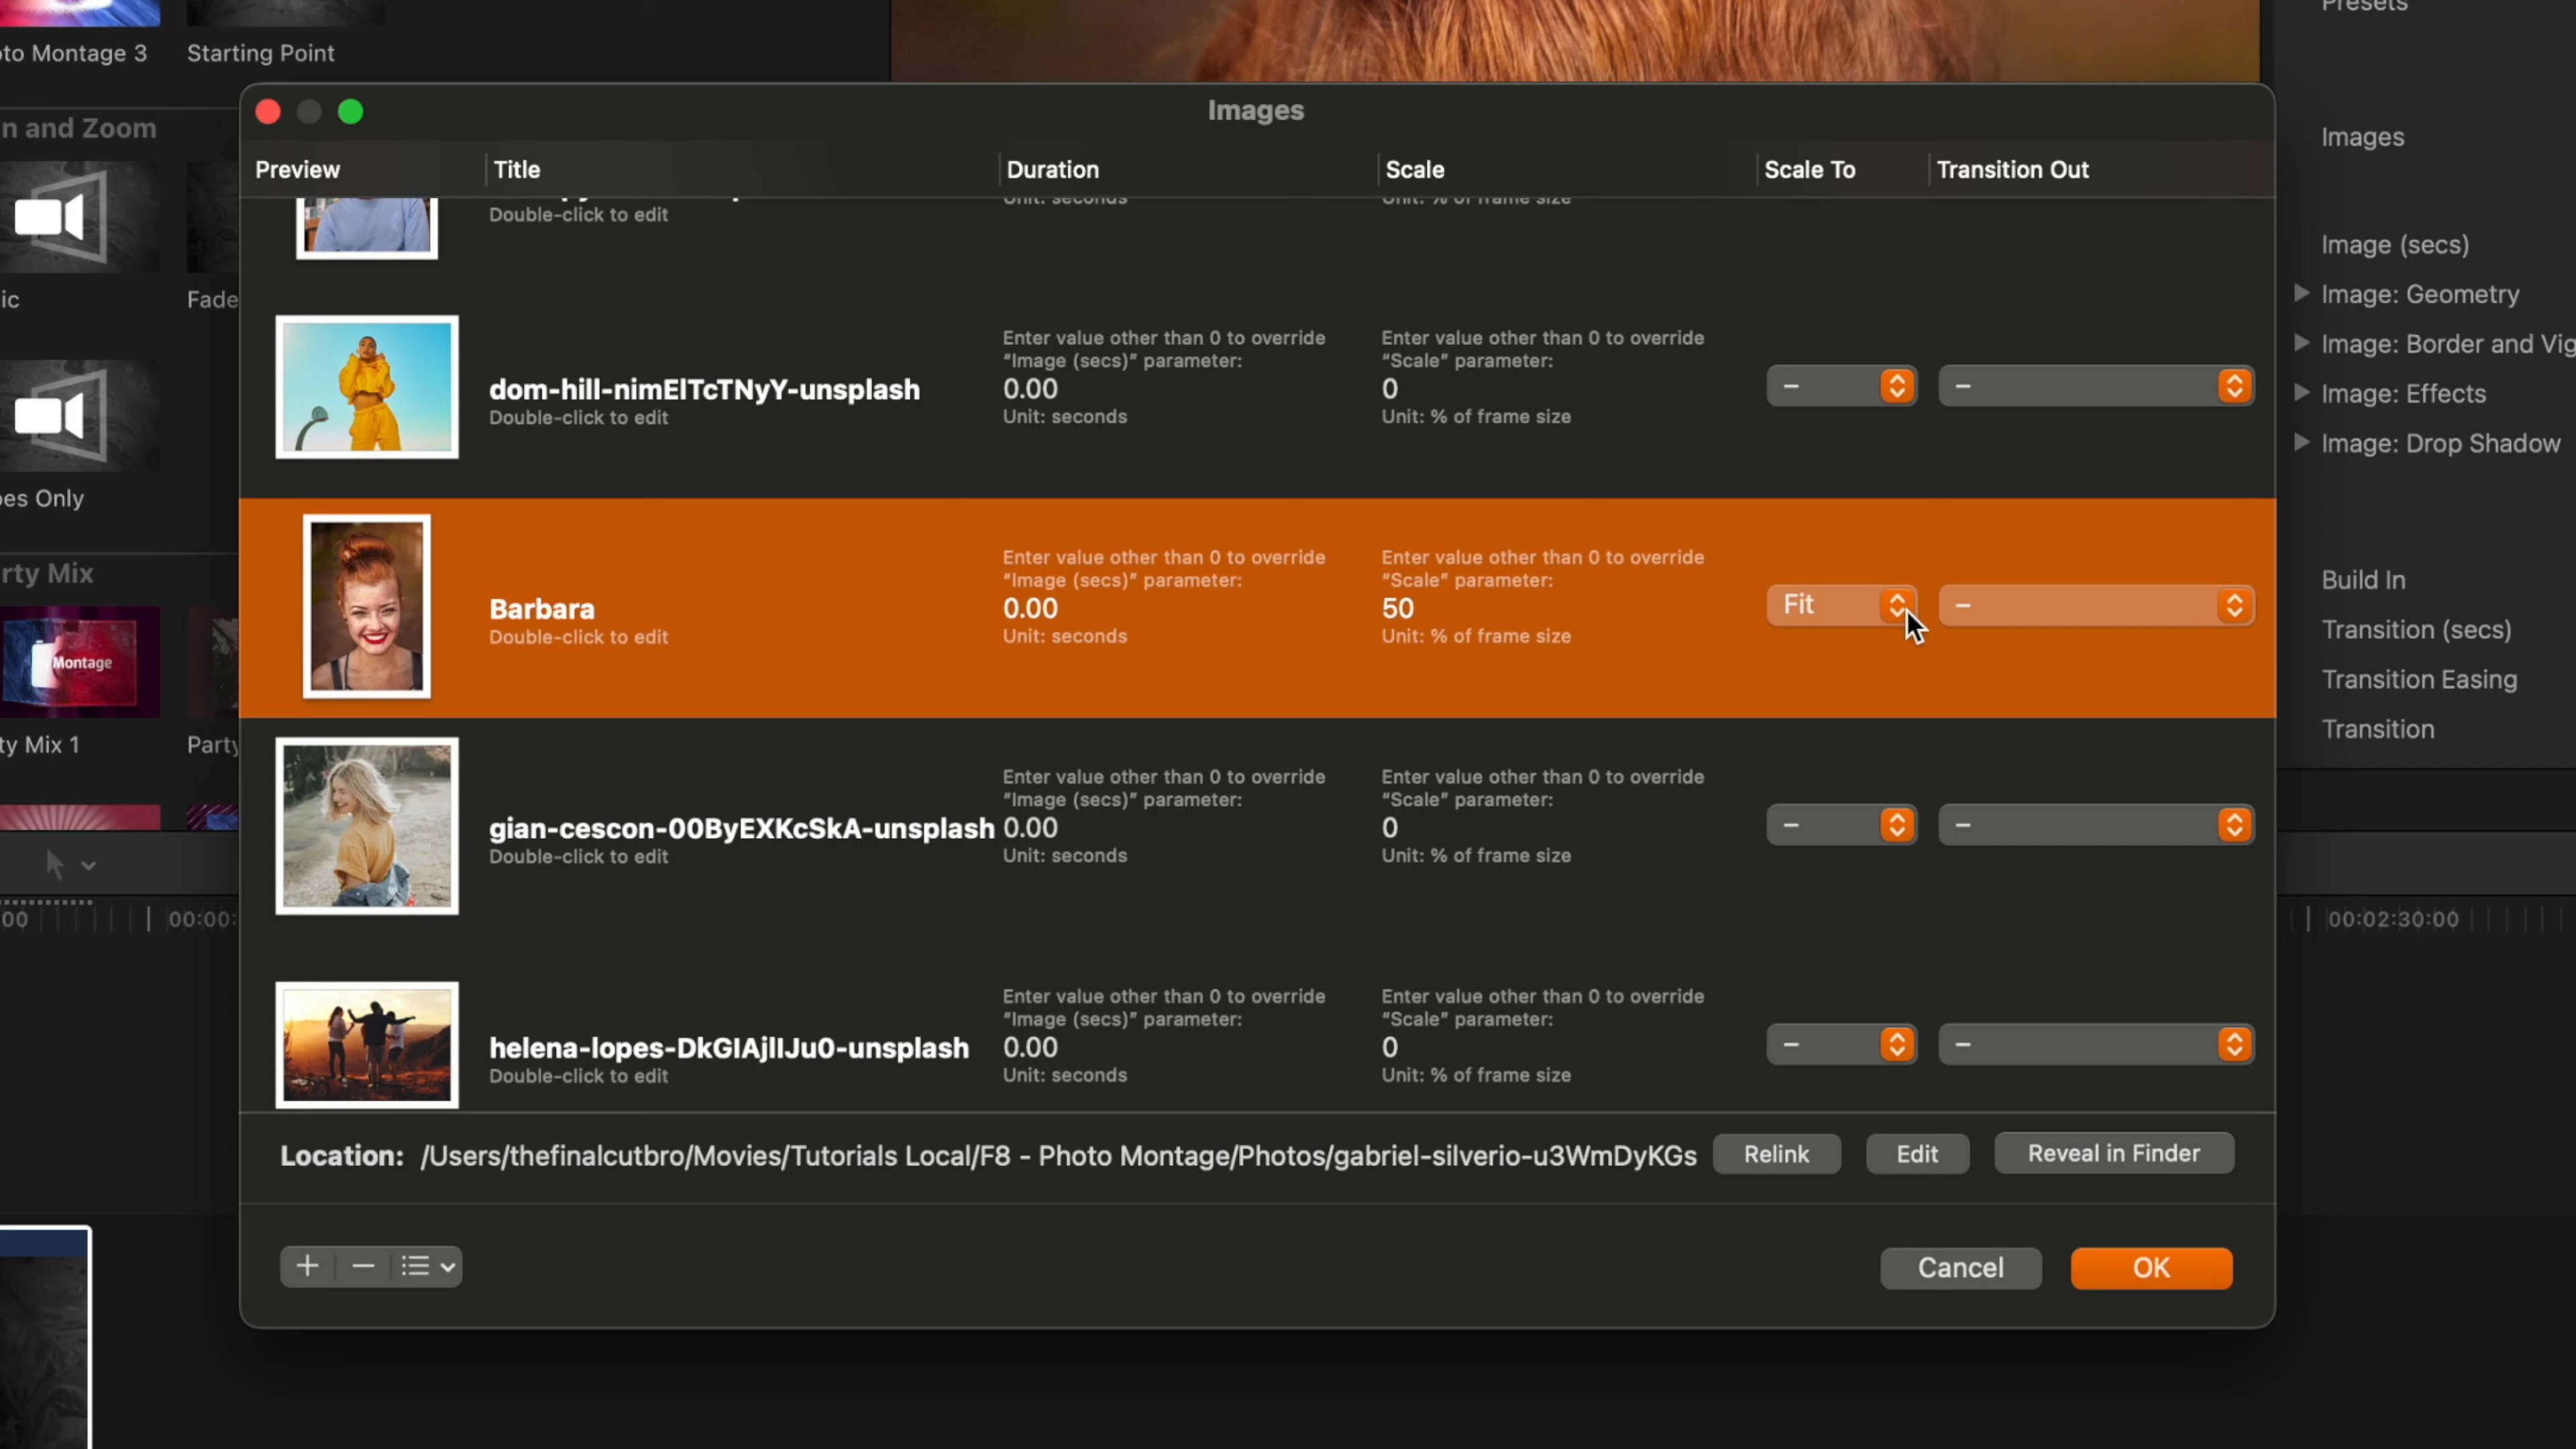 Presets
to Montage 3
Starting Point
Images
n and Zoom
Images
Preview
Title
Duration
Scale
Scale To
Transition Out
Double-click to edit
Unit: seconds
Unit: % of frame size
Image (secs)
ic
Fade
Image: Geometry
Enter value other than 0 to override
"Image (secs)" parameter:
Enter value other than 0 to override
"Scale" parameter:
Image: Border and Vig
dom-hill-nimElTcTNyY-unsplash
0.00
0
–
–
Image: Effects
Double-click to edit
Unit: seconds
Unit: % of frame size
Image: Drop Shadow
es Only
Enter value other than 0 to override
"Image (secs)" parameter:
Enter value other than 0 to override
"Scale" parameter:
rty Mix
Build In
Barbara
0.00
50
Fit
–
Double-click to edit
Unit: seconds
Unit: % of frame size
Transition (secs)
Montage
Transition Easing
ty Mix 1
Party
Transition
Enter value other than 0 to override
"Image (secs)" parameter:
Enter value other than 0 to override
"Scale" parameter:
gian-cescon-00ByEXKcSkA-unsplash
0.00
0
–
–
Double-click to edit
Unit: seconds
Unit: % of frame size
00
00:00:
00:02:30:00
Enter value other than 0 to override
"Image (secs)" parameter:
Enter value other than 0 to override
"Scale" parameter:
helena-lopes-DkGIAjlIJu0-unsplash
0.00
0
–
–
Double-click to edit
Unit: seconds
Unit: % of frame size
Location: /Users/thefinalcutbro/Movies/Tutorials Local/F8 - Photo Montage/Photos/gabriel-silverio-u3WmDyKGs
Relink
Edit
Reveal in Finder
Cancel
OK